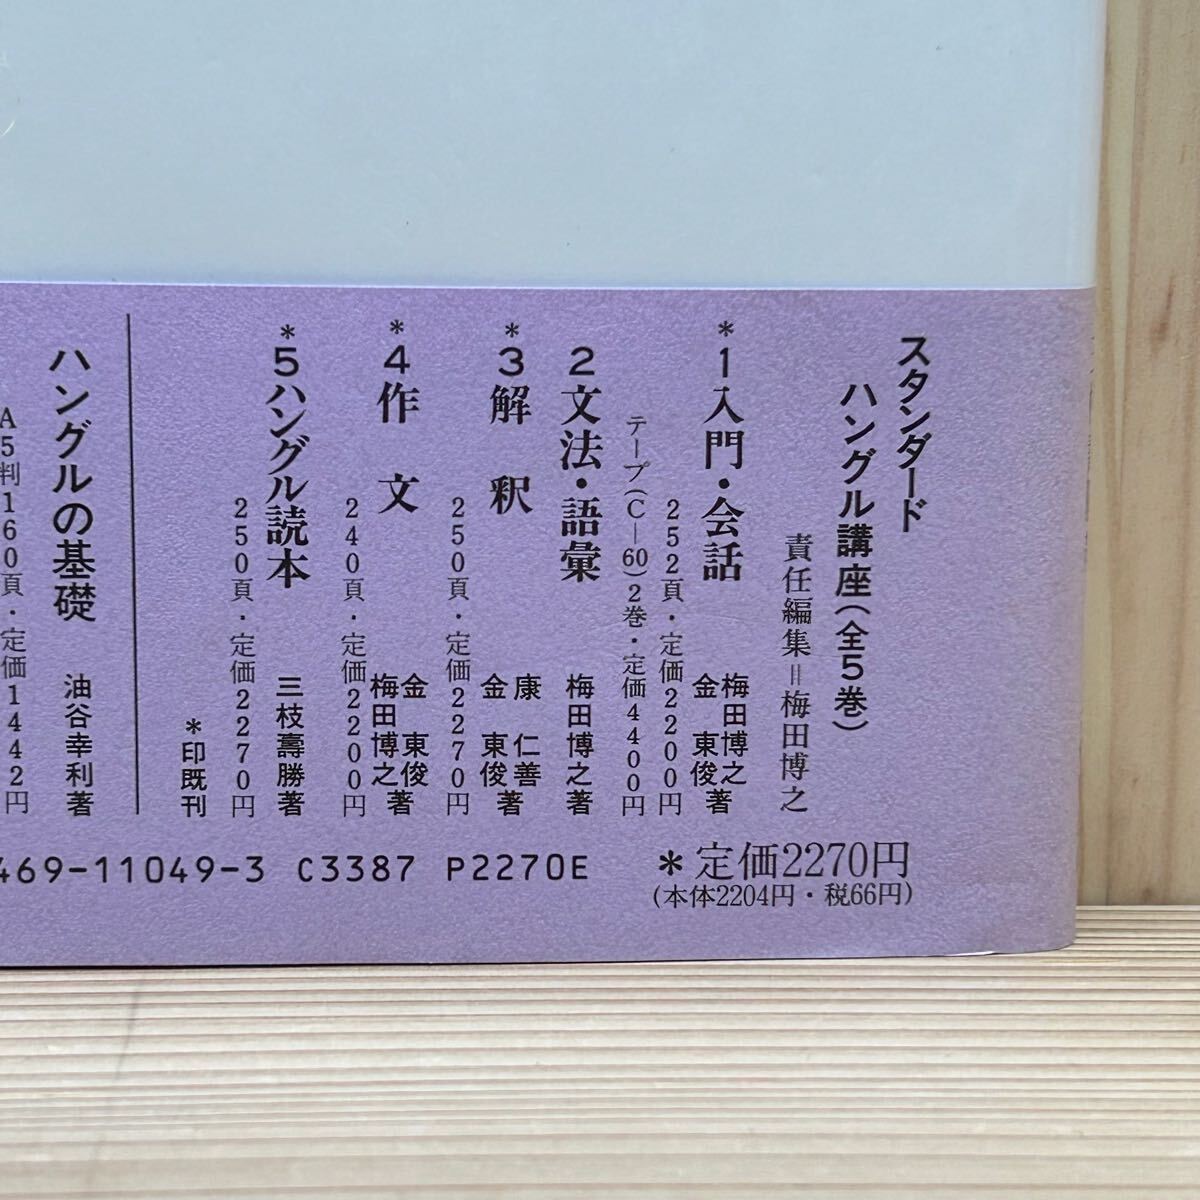 スタンダード
ハングル講座(全5巻)
責任編集=梅田博之
*1入門・会話 梅田博之 金 東俊著
252頁・定価2200円
テープ(C-60)2巻・定価4400円
2文法・語彙 梅田博之著
*3解釈 康 仁善 金 東俊著
250頁・定価2270円
*4作文 金 東俊 梅田博之著
240頁・定価2200円
*5ハングル読本 三枝壽勝著
250頁・定価2270円
*印既刊
ハングルの基礎 油谷幸利著
A5判160頁・定価1442円
469-11049-3 C3387 P2270E
*定価2270円
(本体2204円・税66円)